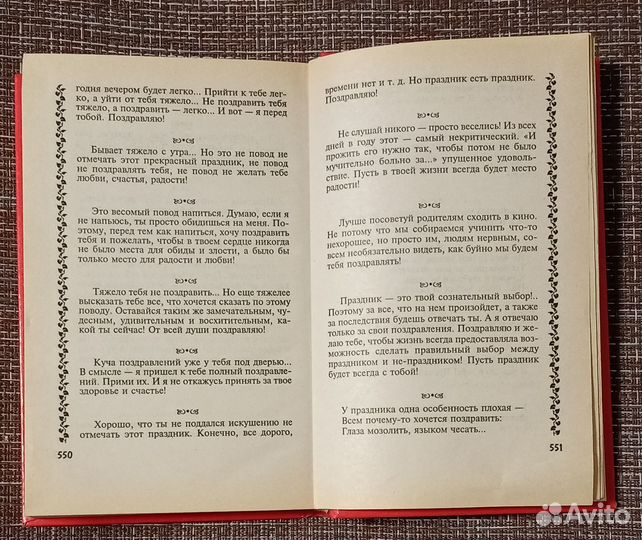 годня вечером будет легко... Прийти к тебе лег-
ко, а уйти от тебя тяжело... Не поздравить тебя
тяжело, а поздравить — легко... И вот — я перед
тобой. Поздравляю!
Бывает тяжело с утра... Но это не повод не
отмечать этот прекрасный праздник, не повод
не поздравлять тебя, не повод не желать тебе
любви, счастья, радости!
Это весомый повод напиться. Думаю, если я
не напьюсь, ты просто обидишься на меня. По-
этому, перед тем как напиться, хочу поздравить
тебя и пожелать, чтобы в твоем сердце никогда
не было места для обиды и злости, а было бы
только место для радости и любви!
Тяжело тебя не поздравить... Но еще тяжелее
высказать тебе все, что хочется сказать по этому
поводу. Оставайся таким же замечательным, чу-
десным, удивительным и восхитительным, ка-
кой ты сейчас! От всей души поздравляю!
Куча поздравлений уже у тебя под дверью...
В смысле — я пришел к тебе полный поздравле-
ний. Прими их. И я не откажусь принять за твое
здоровье и счастье!
Хорошо, что ты не поддался искушению не
отмечать этот праздник. Конечно, все дорого,
550
времени нет и т. д. Но праздник есть праздник.
Поздравляю!
Не слушай никого — просто веселись! Из всех
дней в году этот — самый некритический. «И
прожить его нужно так, чтобы потом не было
мучительно больно за...» упущенное удоволь-
ствие. Пусть в твоей жизни всегда будет место
радости!
Лучше посоветуй родителям сходить в кино.
Не потому что мы собираемся учинить что-то
нехорошее, но просто им, людям нервным, со-
всем необязательно видеть, как буйно мы будем
тебя поздравлять!
Праздник — это твой сознательный выбор!..
Поэтому за все, что на нем произойдет, а также
за последствия будешь отвечать ты. А я отвечаю
только за свои поздравления. Поздравляю и же-
лаю тебе, чтобы жизнь всегда предоставляла воз-
можность сделать правильный выбор между
праздником и не-праздником! Пусть праздник
будет всегда с тобой!
У праздника одна особенность плохая —
Всем почему-то хочется поздравить:
Глаза мозолить, языком чесать...
551
Avito